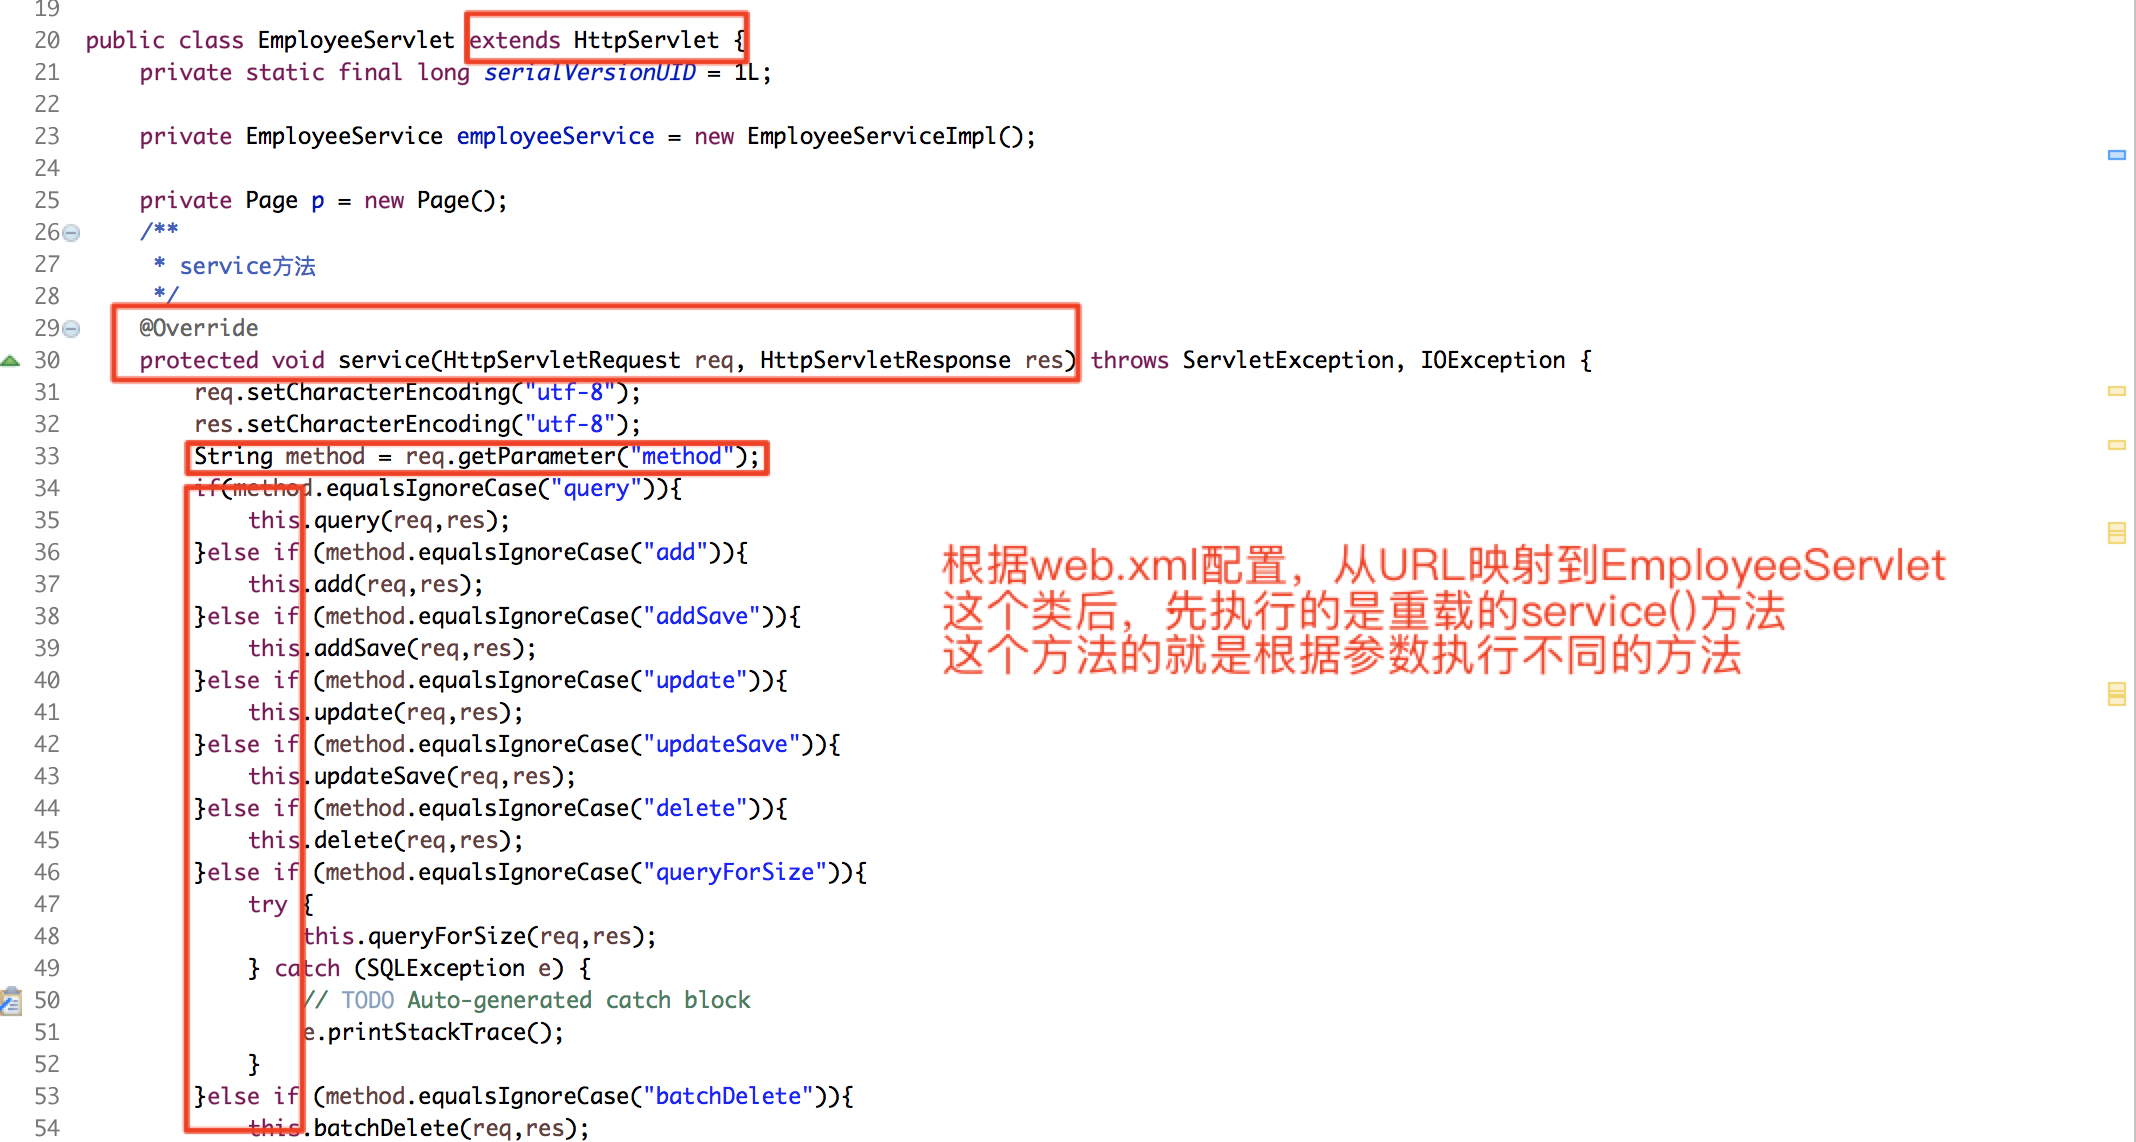 19
20 public class EmployeeServlet extends HttpServlet {
21 private static final long serialVersionUID = 1L;
22
23 private EmployeeService employeeService = new EmployeeServiceImpl();
24
25 private Page p = new Page();
26 /**
27 * service方法
28 */
29 @Override
30 protected void service(HttpServletRequest req, HttpServletResponse res) throws ServletException, IOException {
31 req.setCharacterEncoding("utf-8");
32 res.setCharacterEncoding("utf-8");
33 String method = req.getParameter("method");
34 if(method.equalsIgnoreCase("query")){
35 this.query(req,res);
36 }else if (method.equalsIgnoreCase("add")){
37 this.add(req,res);
38 }else if (method.equalsIgnoreCase("addSave")){
39 this.addSave(req,res);
40 }else if (method.equalsIgnoreCase("update")){
41 this.update(req,res);
42 }else if (method.equalsIgnoreCase("updateSave")){
43 this.updateSave(req,res);
44 }else if (method.equalsIgnoreCase("delete")){
45 this.delete(req,res);
46 }else if (method.equalsIgnoreCase("queryForSize")){
47 try {
48 this.queryForSize(req,res);
49 } catch (SQLException e) {
50 // TODO Auto-generated catch block
51 e.printStackTrace();
52 }
53 }else if (method.equalsIgnoreCase("batchDelete")){
54 this.batchDelete(req,res);
根据web.xml配置，从URL映射到EmployeeServlet
这个类后，先执行的是重载的service()方法
这个方法的就是根据参数执行不同的方法